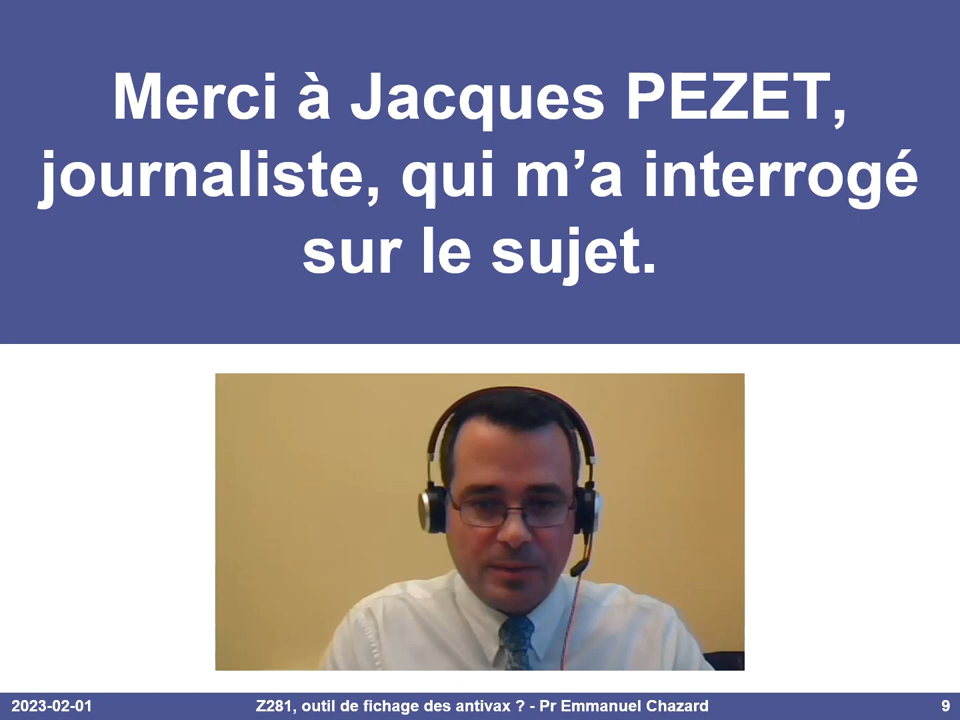 Merci à Jacques PEZET,
journaliste, qui m’a interrogé
sur le sujet.
2023-02-01
Z281, outil de fichage des antivax ? - Pr Emmanuel Chazard
9